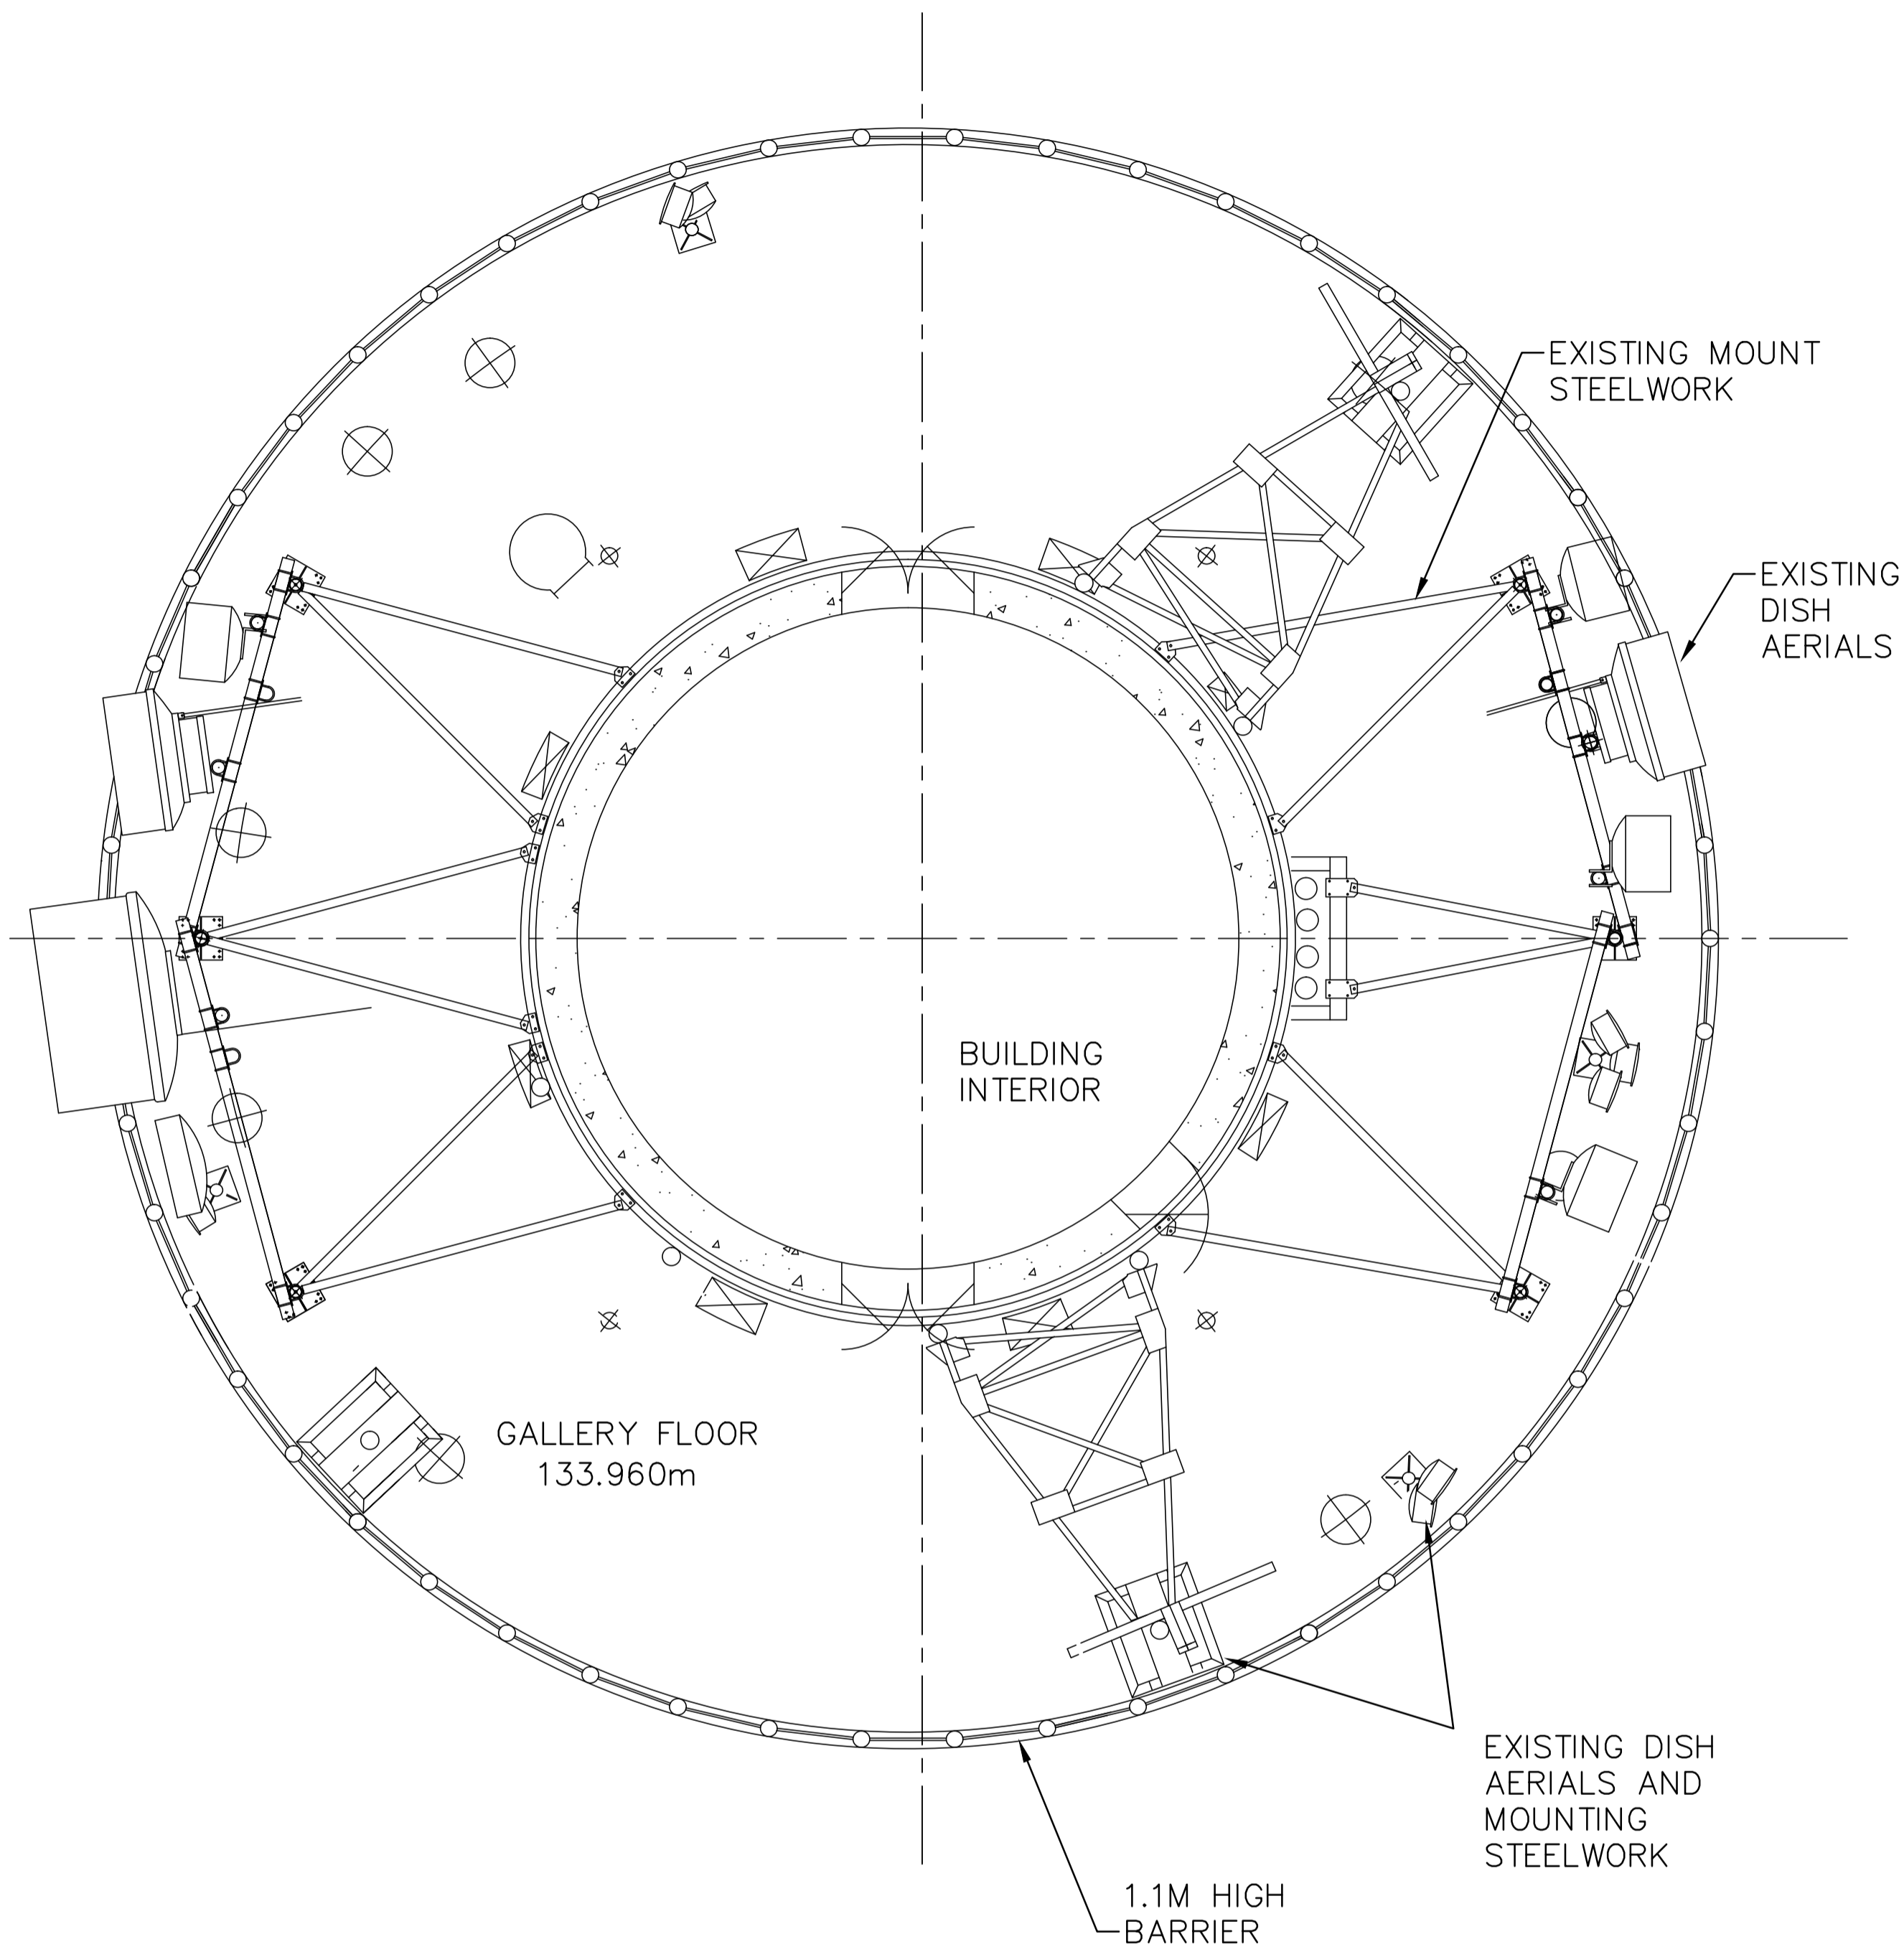 EXISTING MOUNT
STEELWORK
EXISTING
DISH
AERIALS
BUILDING
INTERIOR
GALLERY FLOOR
133.960m
EXISTING DISH
AERIALS AND
MOUNTING
STEELWORK
1.1M HIGH
BARRIER